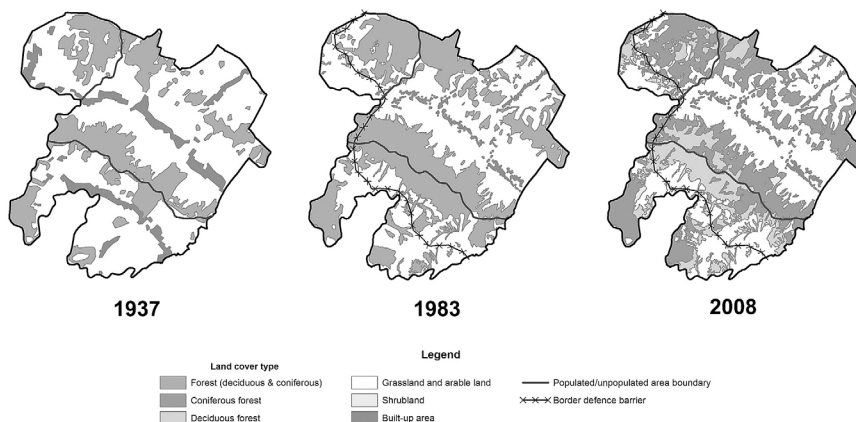 1937
1983
2008
Legend
Land cover type
Forest (deciduous & coniferous)
Coniferous forest
Deciduous forest
Grassland and arable land
Shrubland
Built-up area
Populated/unpopulated area boundary
Border defence barrier